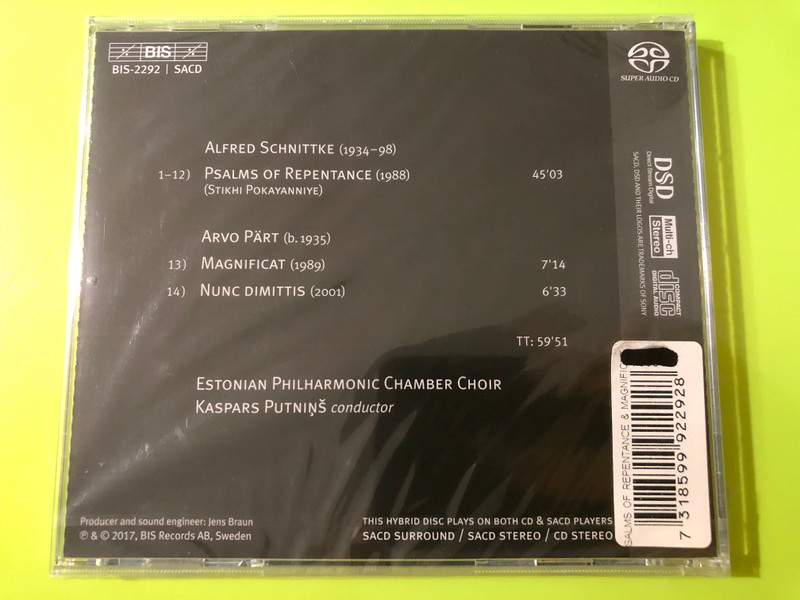 BIS
BIS-2292 | SACD
SUPER AUDIO CD
ALFRED SCHNITTKE (1934–98)
1–12) PSALMS OF REPENTANCE (1988) 45'03
(STIKHI POKAYANNIYE)
ARVO PÄRT (b. 1935)
13) MAGNIFICAT (1989) 7'14
14) NUNC DIMITTIS (2001) 6'33
TT: 59'51
ESTONIAN PHILHARMONIC CHAMBER CHOIR
KASPARS PUTNIŅŠ conductor
Producer and sound engineer: Jens Braun
℗ & © 2017, BIS Records AB, Sweden
THIS HYBRID DISC PLAYS ON BOTH CD & SACD PLAYERS
SACD SURROUND / SACD STEREO / CD STEREO
DSD
Direct Stream Digital
Multi-ch
Stereo
COMPACT
disc
DIGITAL AUDIO
SACD, DSD AND THEIR LOGOS ARE TRADEMARKS OF SONY
SALMS OF REPENTANCE & MAGNIFIC
7 318599 922928